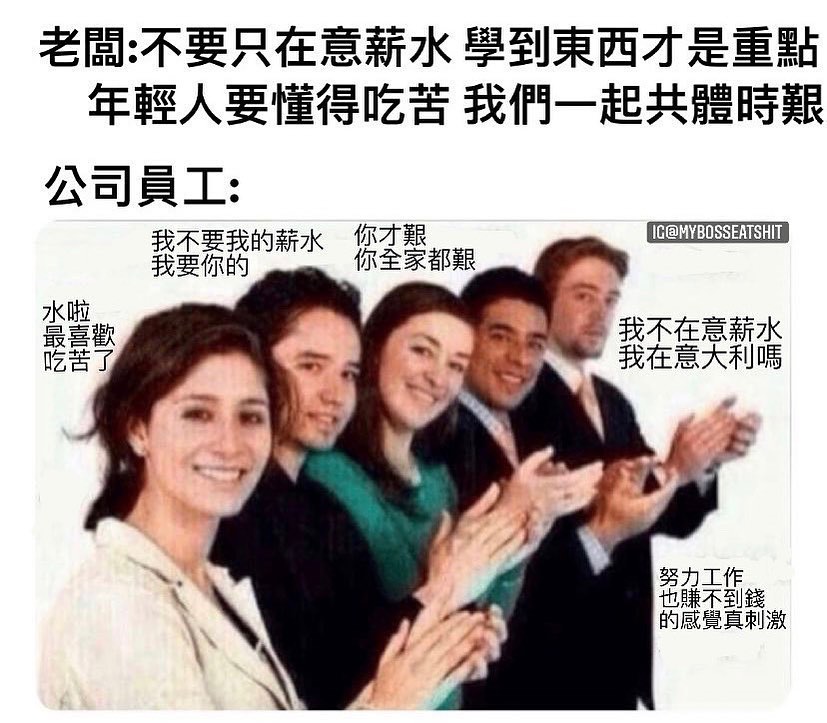 老闆:不要只在意薪水 學到東西才是重點
年輕人要懂得吃苦 我們一起共體時艱
公司員工:
IG@MYBOSSEATSHIT
我不要我的薪水
我要你的
你才艱
你全家都艱
水啦
最喜歡
吃苦了
我不在意薪水
我在意大利嗎
努力工作
也賺不到錢
的感覺真刺激